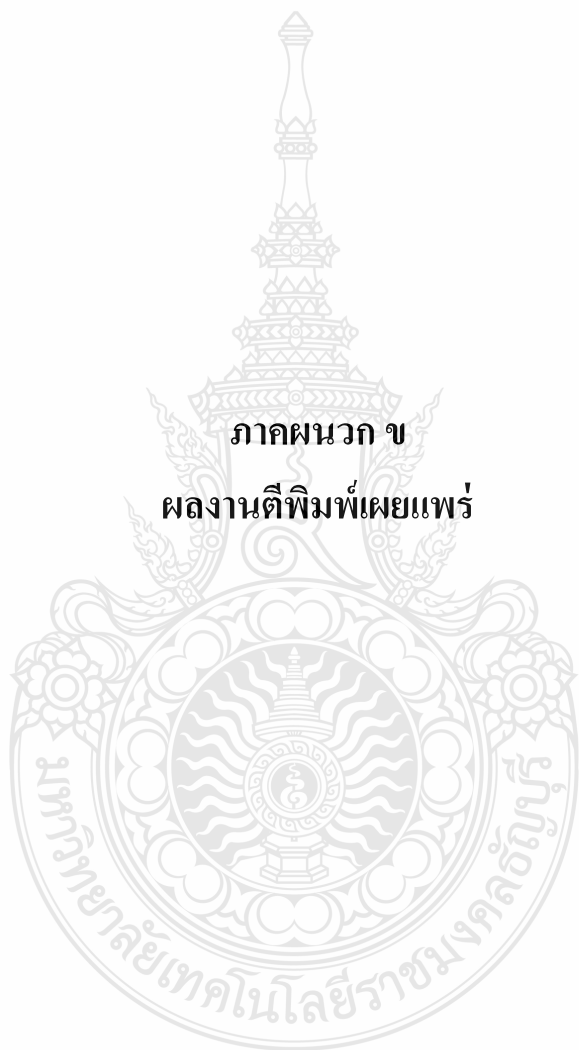 ภาคผนวก ข
ผลงานตีพิมพ์เผยแพร่
มหาวิทยาลัยเทคโนโลยีราชมงคลธัญบุรี